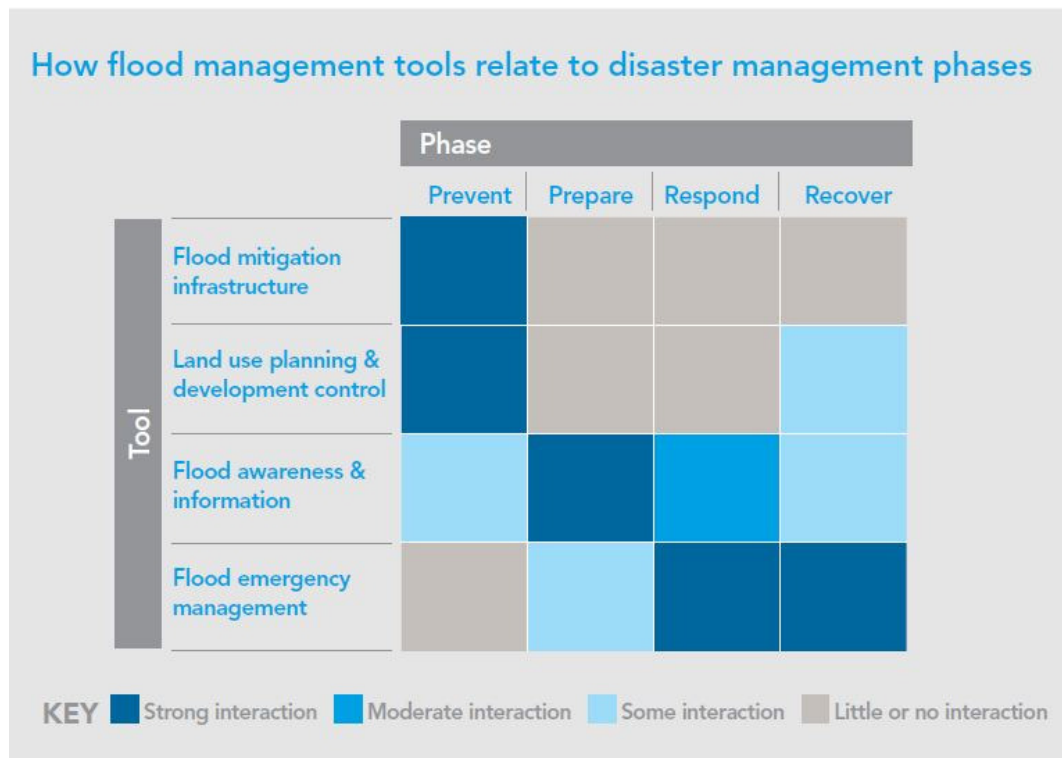 How flood management tools relate to disaster management phases
Phase
Prevent Prepare Respond Recover
Tool
Flood mitigation
infrastructure
Land use planning &
development control
Flood awareness &
information
Flood emergency
management
KEY Strong interaction Moderate interaction Some interaction Little or no interaction